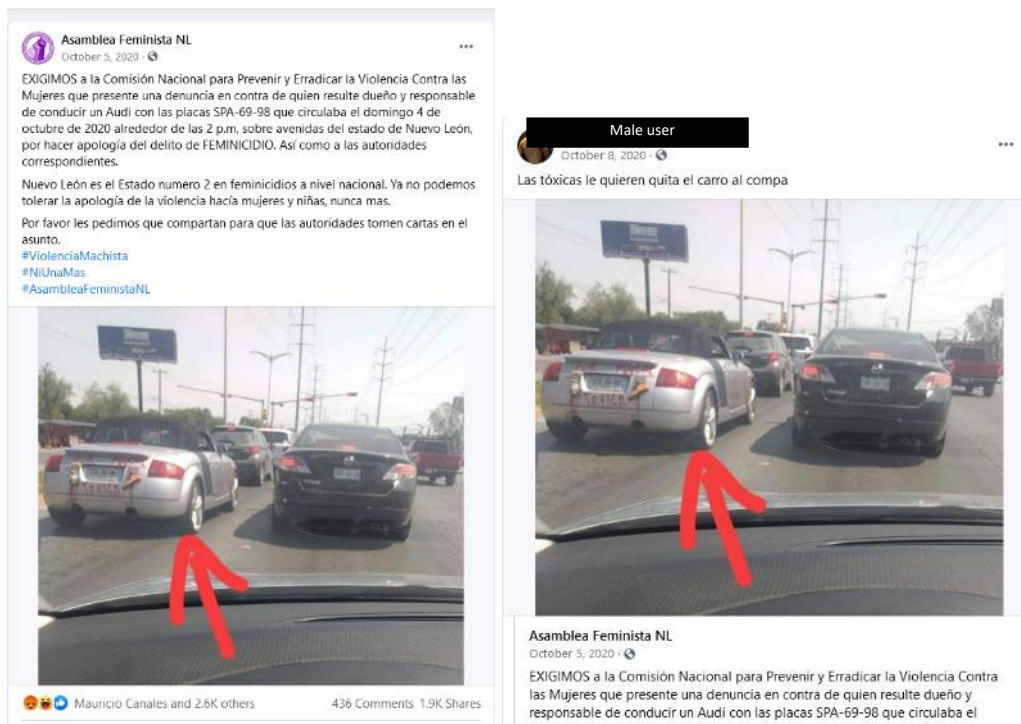 Asamblea Feminista NL
October 5, 2020 ·
EXIGIMOS a la Comisión Nacional para Prevenir y Erradicar la Violencia Contra las
Mujeres que presente una denuncia en contra de quien resulte dueño y responsable
de conducir un Audi con las placas SPA-69-98 que circulaba el domingo 4 de
octubre de 2020 alrededor de las 2 p.m, sobre avenidas del estado de Nuevo León,
por hacer apología del delito de FEMINICIDIO. Así como a las autoridades
correspondientes.
Nuevo León es el Estado numero 2 en feminicidios a nivel nacional. Ya no podemos
tolerar la apología de la violencia hacía mujeres y niñas, nunca mas.
Por favor les pedimos que compartan para que las autoridades tomen cartas en el
asunto.
#ViolenciaMachista
#NiUnaMas
#AsambleaFeministaNL
Mauricio Canales and 2.6K others
436 Comments 1.9K Shares
Male user
October 8, 2020 ·
Las tóxicas le quieren quita el carro al compa
Asamblea Feminista NL
October 5, 2020 ·
EXIGIMOS a la Comisión Nacional para Prevenir y Erradicar la Violencia Contra
las Mujeres que presente una denuncia en contra de quien resulte dueño y
responsable de conducir un Audi con las placas SPA-69-98 que circulaba el